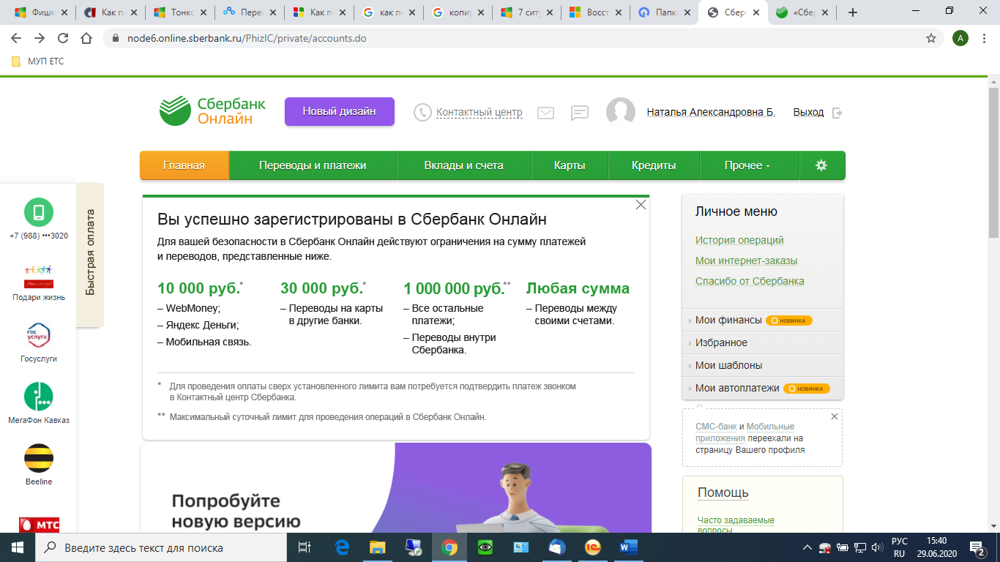 Фишк
Как по
Тонко
Пере
Как по
как по
копир
7 ситу
Восст
Папк
Сбер
«Сбер
node6.online.sberbank.ru/PhizIC/private/accounts.do
А
МУП ЕТС
Сбербанк
Онлайн
Новый дизайн
Контактный центр
Наталья Александровна Б.
Выход
Главная
Переводы и платежи
Вклады и счета
Карты
Кредиты
Прочее
Быстрая оплата
+7 (988) •••3020
Подари жизнь
гос
услуги
Госуслуги
МегаФон Кавказ
Beeline
МТС
Вы успешно зарегистрированы в Сбербанк Онлайн
Для вашей безопасности в Сбербанк Онлайн действуют ограничения на сумму платежей
и переводов, представленные ниже.
10 000 руб.*
– WebMoney;
– Яндекс Деньги;
– Мобильная связь.
30 000 руб.*
– Переводы на карты
в другие банки.
1 000 000 руб.**
– Все остальные
платежи;
– Переводы внутри
Сбербанка.
Любая сумма
– Переводы между
своими счетами.
* Для проведения оплаты сверх установленного лимита вам потребуется подтвердить платеж звонком
в Контактный центр Сбербанка.
** Максимальный суточный лимит для проведения операций в Сбербанк Онлайн.
Попробуйте
новую версию
Личное меню
История операций
Мои интернет-заказы
Спасибо от Сбербанка
Мои финансы НОВИНКА
Избранное
Мои шаблоны
Мои автоплатежи НОВИНКА
СМС-банк и Мобильные
приложения переехали на
страницу Вашего профиля
Помощь
Часто задаваемые
вопросы
Введите здесь текст для поиска
РУС
RU
15:40
29.06.2020
2